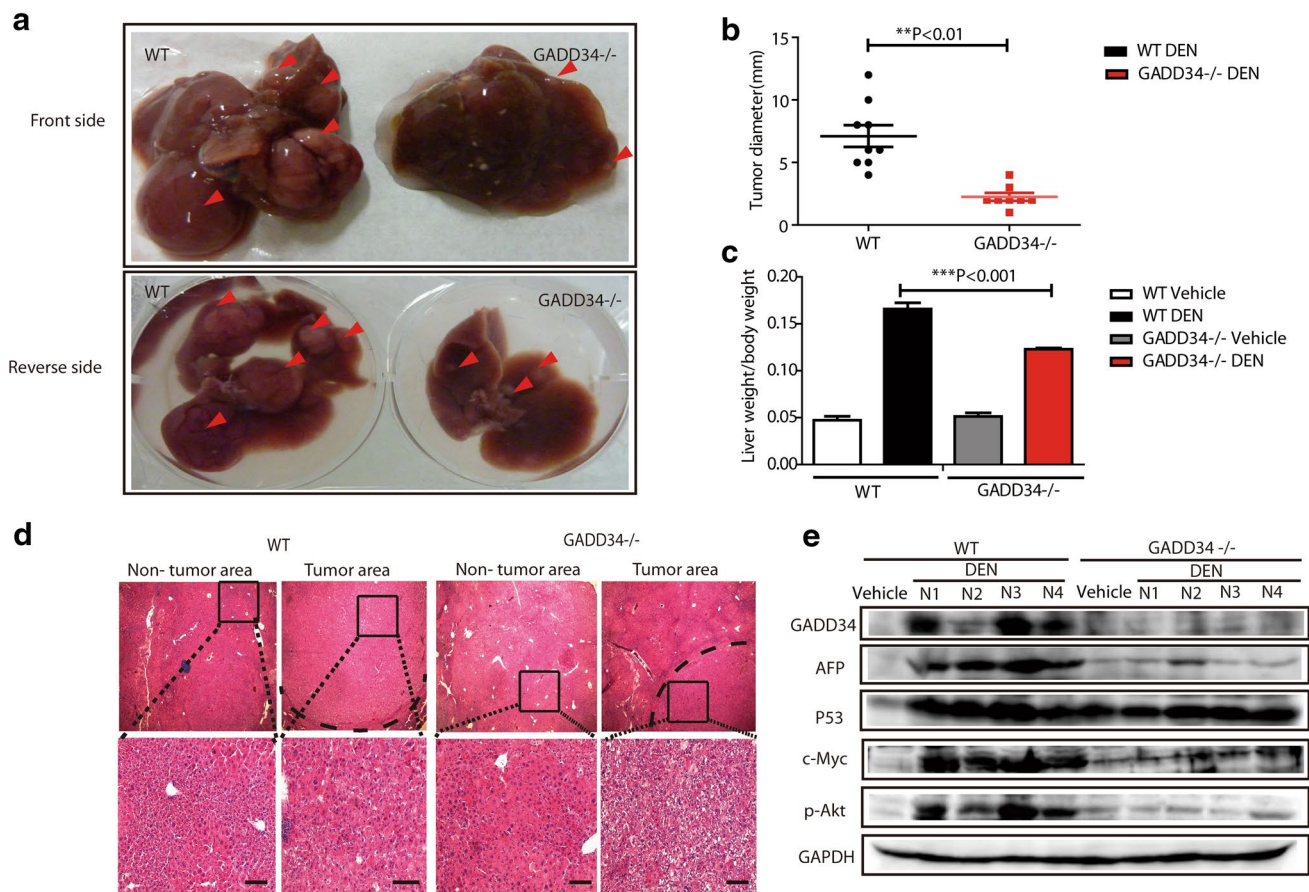 a
WT
GADD34-/-
Front side
WT
GADD34-/-
Reverse side
b
**P<0.01
15
10
5
0
Tumor diameter(mm)
WT
GADD34-/-
WT DEN
GADD34-/- DEN
c
***P<0.001
0.20
0.15
0.10
0.05
0.00
Liver weight/body weight
WT
GADD34-/-
WT Vehicle
WT DEN
GADD34-/- Vehicle
GADD34-/- DEN
d
WT
GADD34-/-
Non- tumor area
Tumor area
Non- tumor area
Tumor area
e
WT
GADD34 -/-
DEN
DEN
Vehicle N1 N2 N3 N4 Vehicle N1 N2 N3 N4
GADD34
AFP
P53
c-Myc
p-Akt
GAPDH